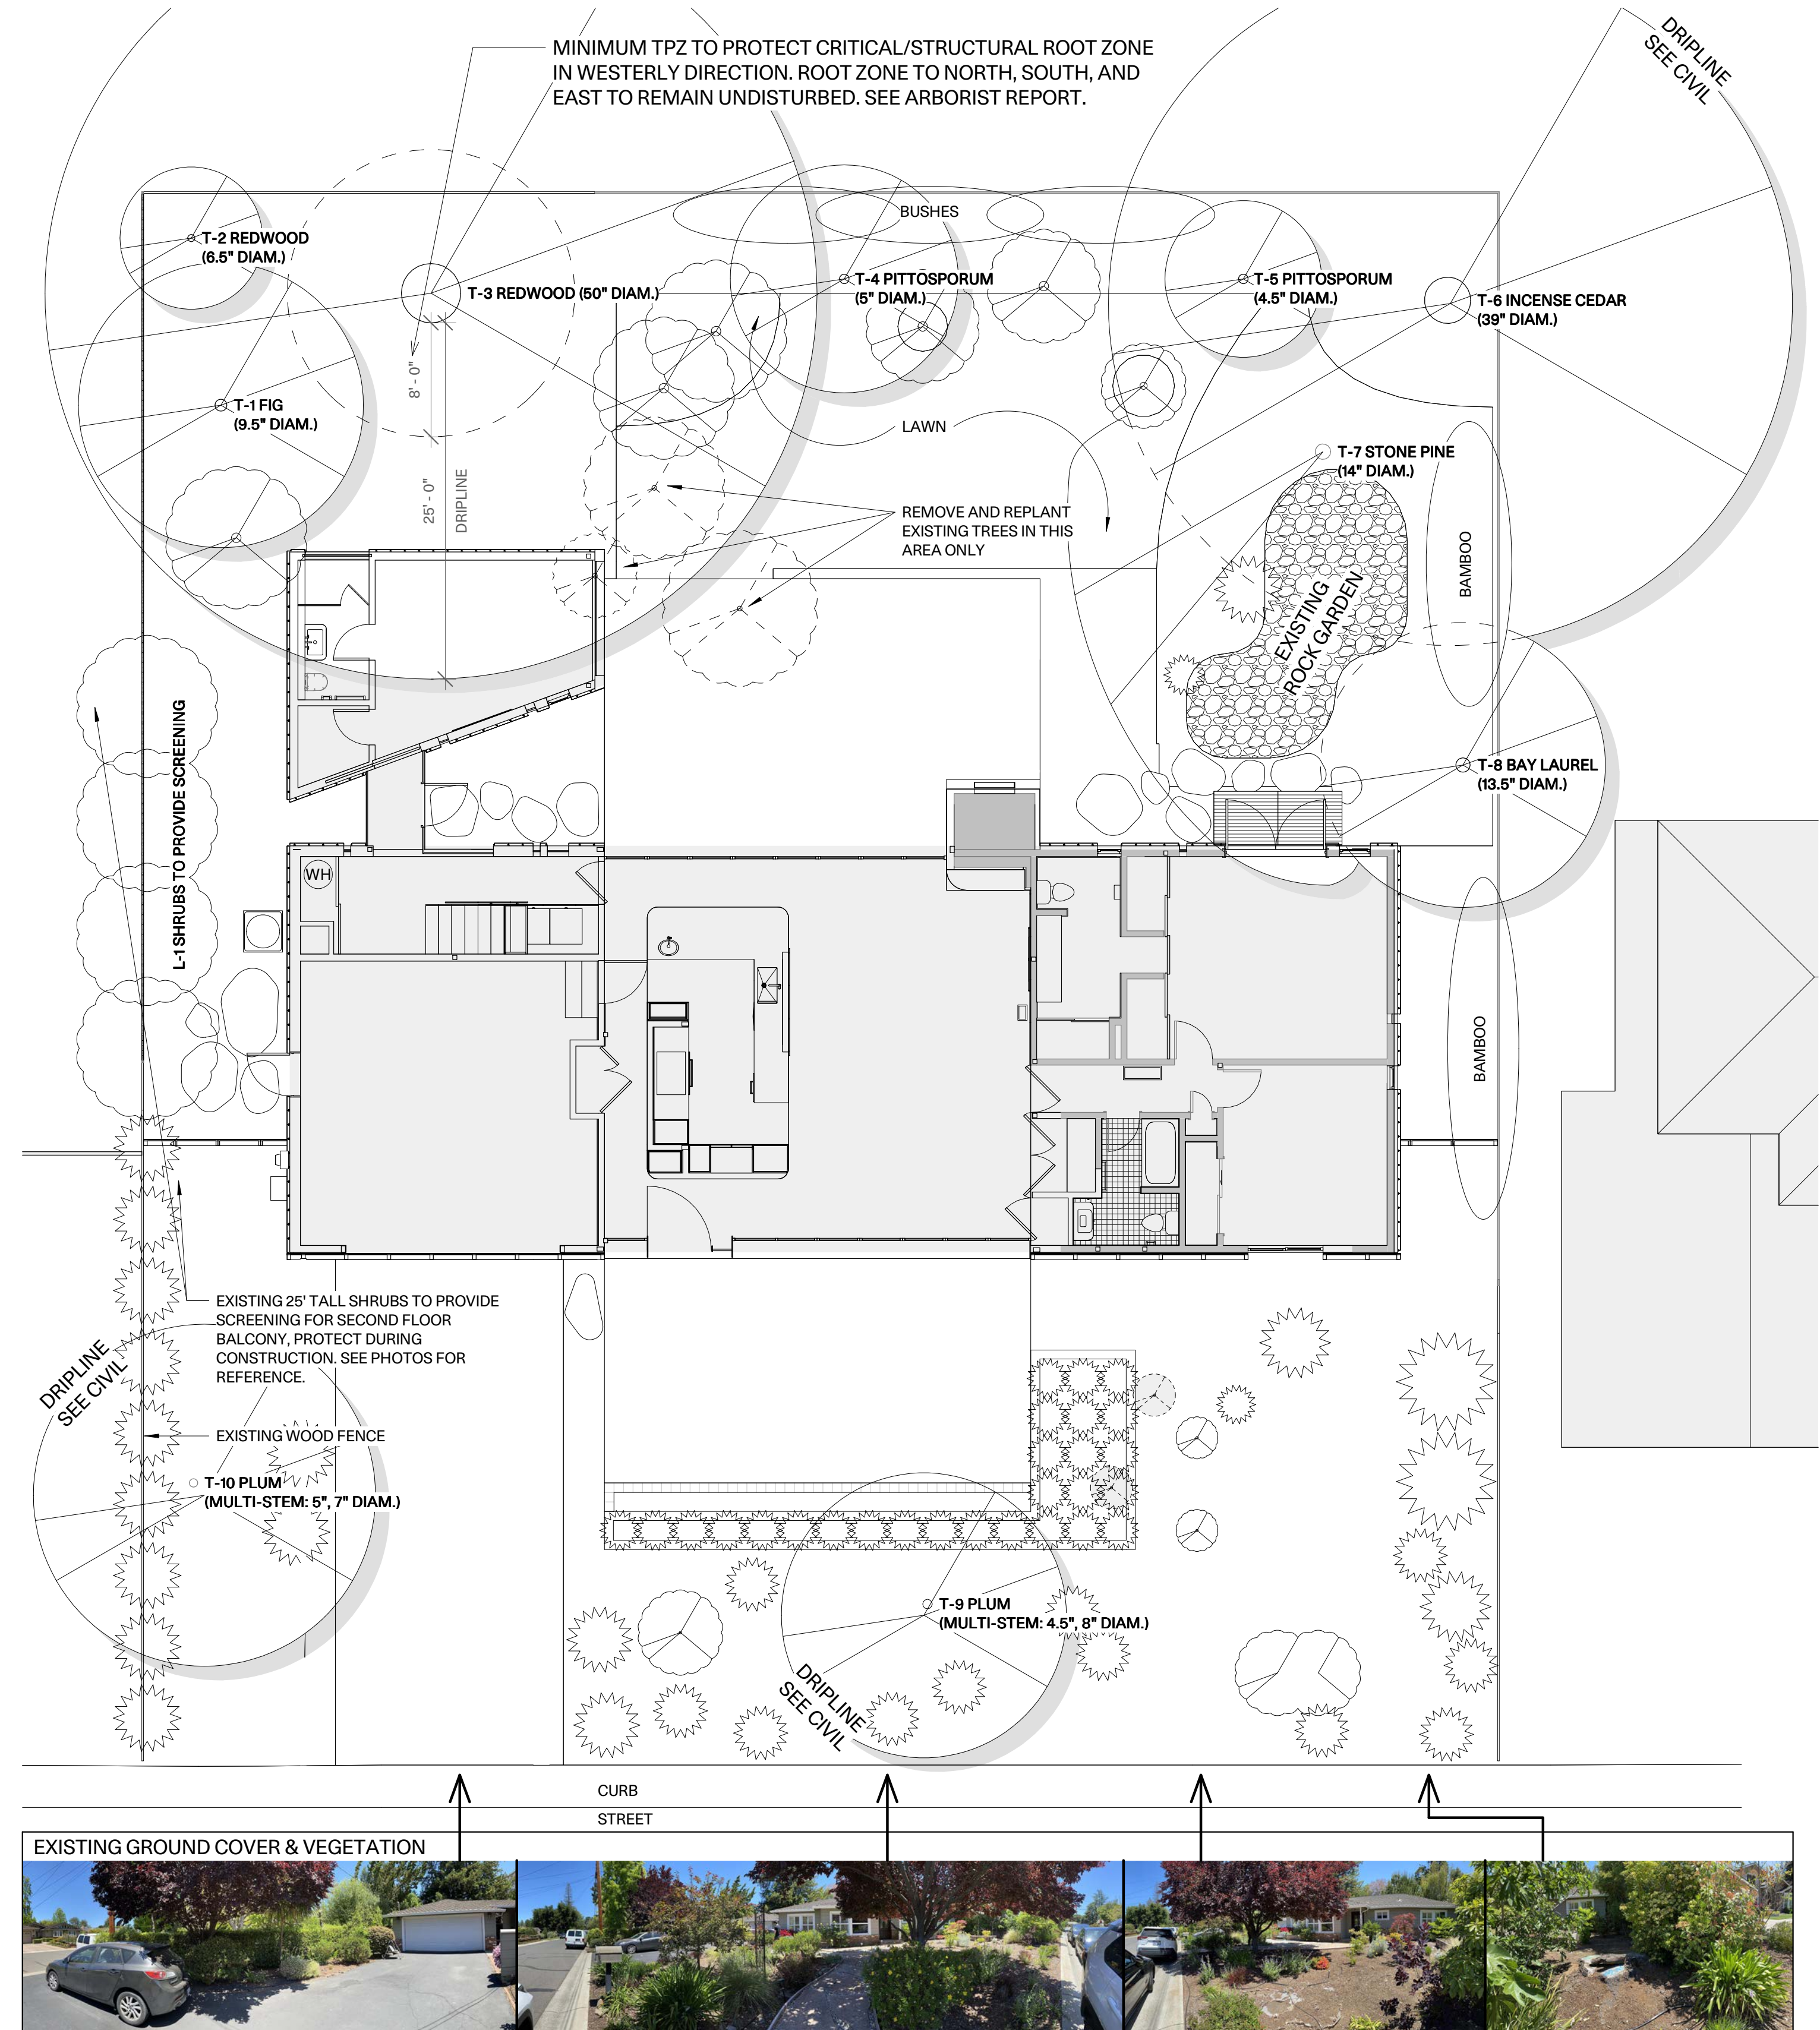 MINIMUM TPZ TO PROTECT CRITICAL/STRUCTURAL ROOT ZONE
IN WESTERLY DIRECTION. ROOT ZONE TO NORTH, SOUTH, AND
EAST TO REMAIN UNDISTURBED. SEE ARBORIST REPORT.
DRIPLINE
SEE CIVIL
BUSHES
T-2 REDWOOD
(6.5" DIAM.)
T-3 REDWOOD (50" DIAM.)
T-4 PITTOSPORUM
(5" DIAM.)
T-5 PITTOSPORUM
(4.5" DIAM.)
T-6 INCENSE CEDAR
(39" DIAM.)
8' - 0"
T-1 FIG
(9.5" DIAM.)
LAWN
T-7 STONE PINE
(14" DIAM.)
25' - 0"
DRIPLINE
REMOVE AND REPLANT
EXISTING TREES IN THIS
AREA ONLY
BAMBOO
EXISTING
ROCK GARDEN
L-1 SHRUBS TO PROVIDE SCREENING
T-8 BAY LAUREL
(13.5" DIAM.)
WH
BAMBOO
EXISTING 25' TALL SHRUBS TO PROVIDE
SCREENING FOR SECOND FLOOR
BALCONY, PROTECT DURING
CONSTRUCTION. SEE PHOTOS FOR
REFERENCE.
DRIPLINE
SEE CIVIL
EXISTING WOOD FENCE
T-10 PLUM
(MULTI-STEM: 5", 7" DIAM.)
T-9 PLUM
(MULTI-STEM: 4.5", 8" DIAM.)
DRIPLINE
SEE CIVIL
CURB
STREET
EXISTING GROUND COVER & VEGETATION